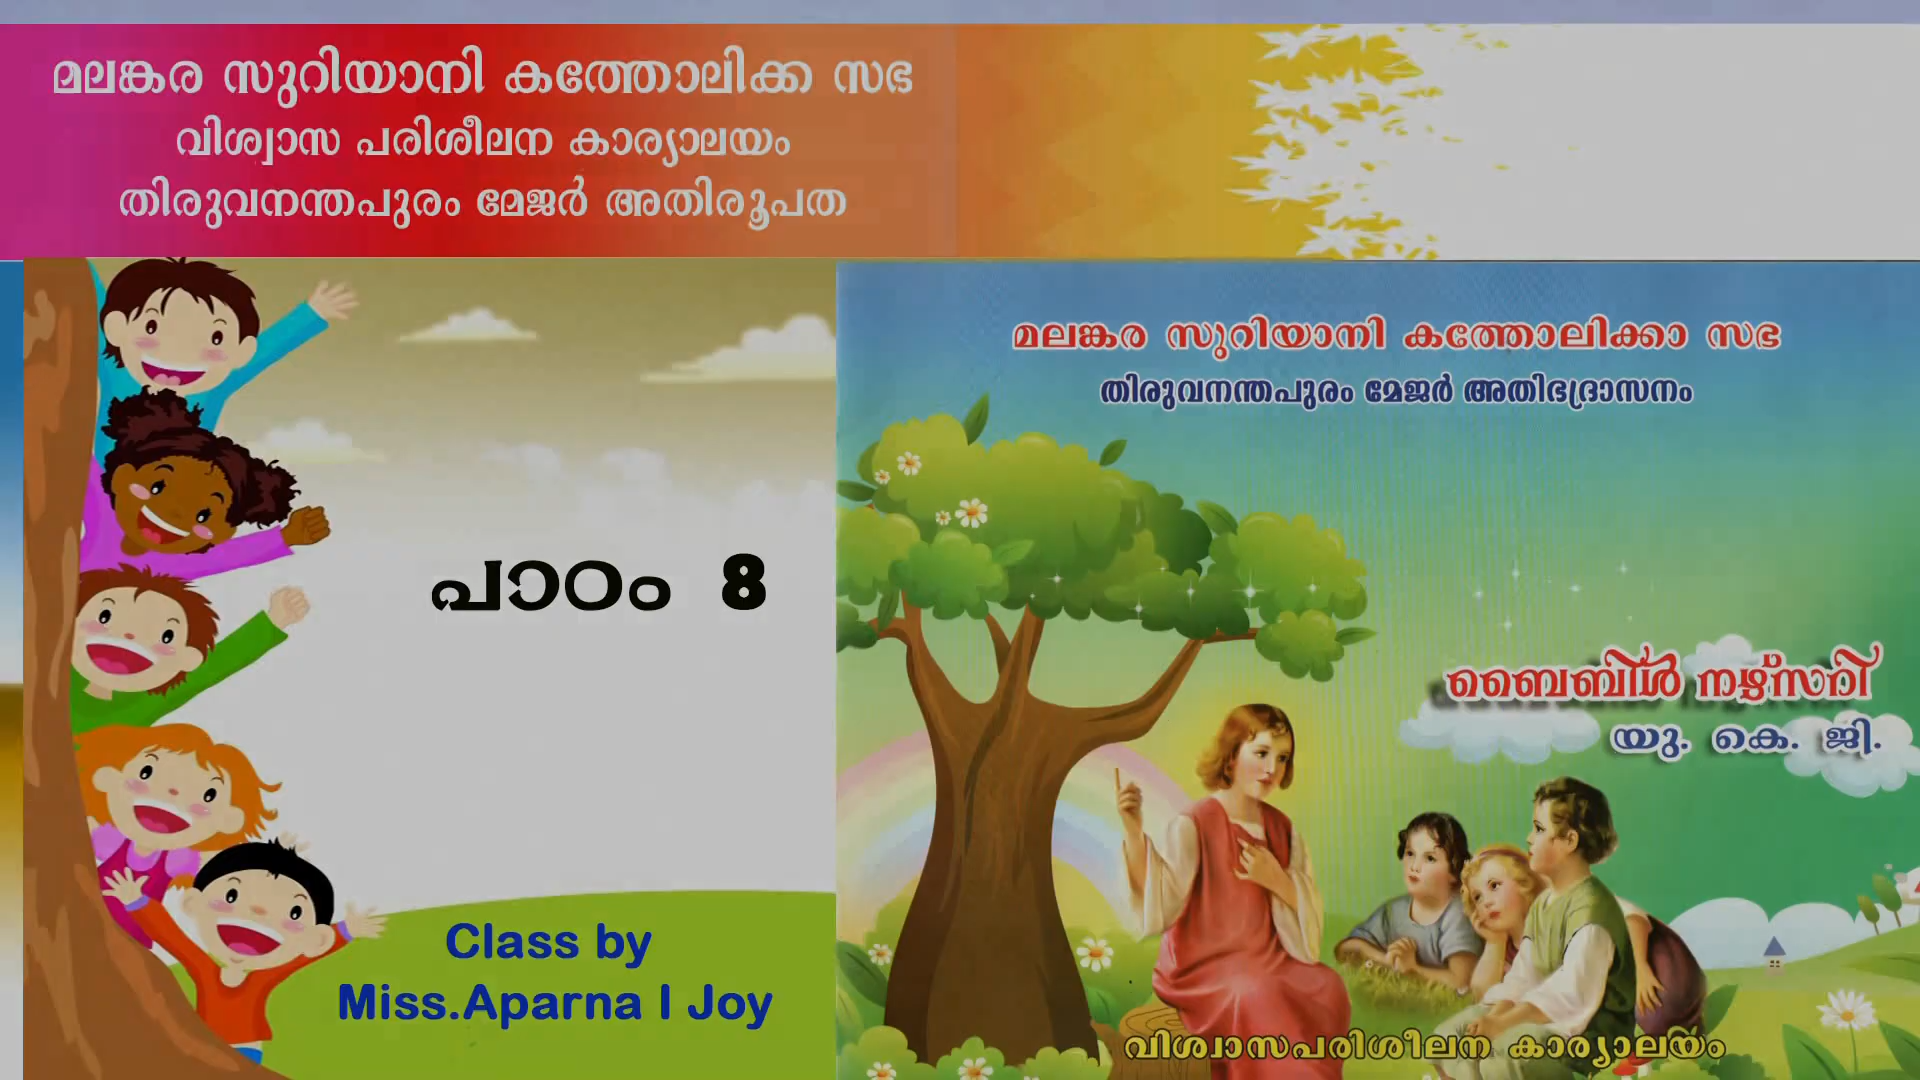 മലങ്കര സുറിയാനി കത്തോലിക്ക സഭ
വിശ്വാസ പരിശീലന കാര്യാലയം
തിരുവനന്തപുരം മേജർ അതിരൂപത
പാഠം 8
Class by
Miss.Aparna I Joy
മലങ്കര സുറിയാനി കത്തോലിക്കാ സഭ
തിരുവനന്തപുരം മേജർ അതിഭദ്രാസനം
ബൈബിൾ നഴ്സറി
യു. കെ. ജി.
വിശ്വാസപരിശീലന കാര്യാലയം